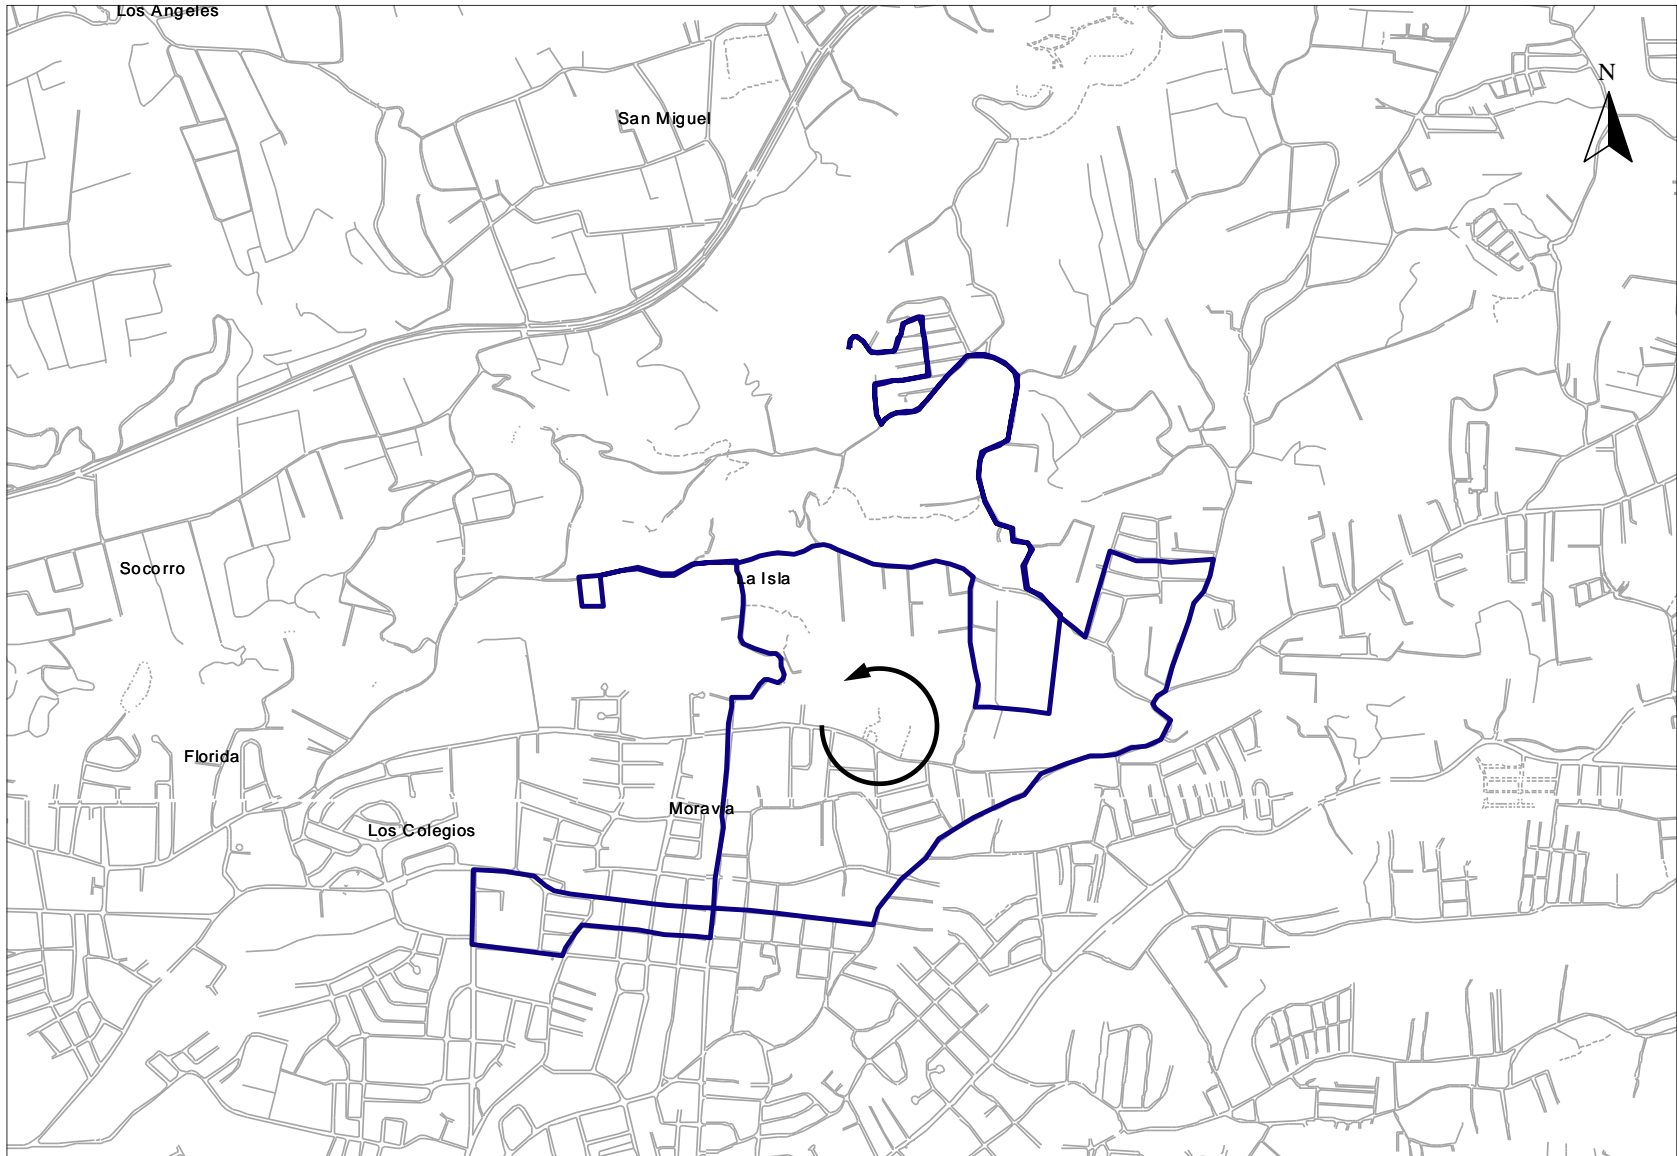 Los Angeles
N
San Miguel
Socorro
La Isla
Florida
Moravia
Los Colegios